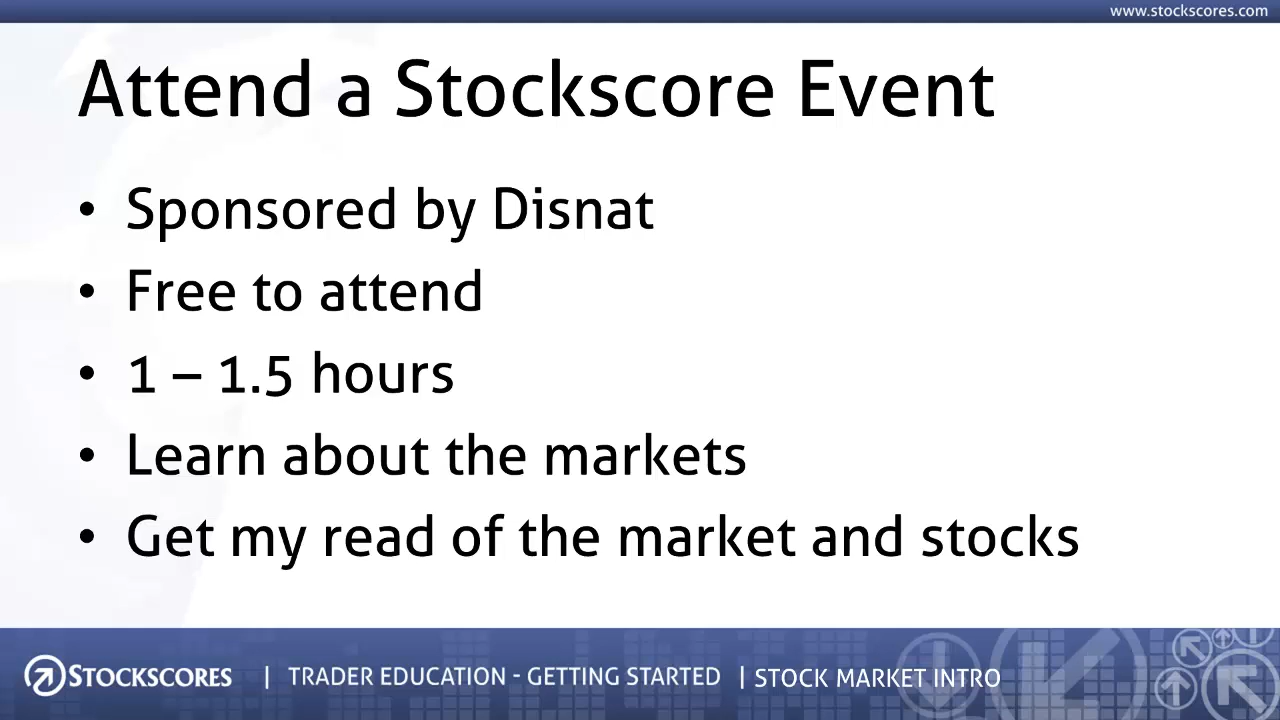 www.stockscores.com
Attend a Stockscore Event
• Sponsored by Disnat
• Free to attend
• 1 – 1.5 hours
• Learn about the markets
• Get my read of the market and stocks
STOCKSCORES | TRADER EDUCATION - GETTING STARTED | STOCK MARKET INTRO